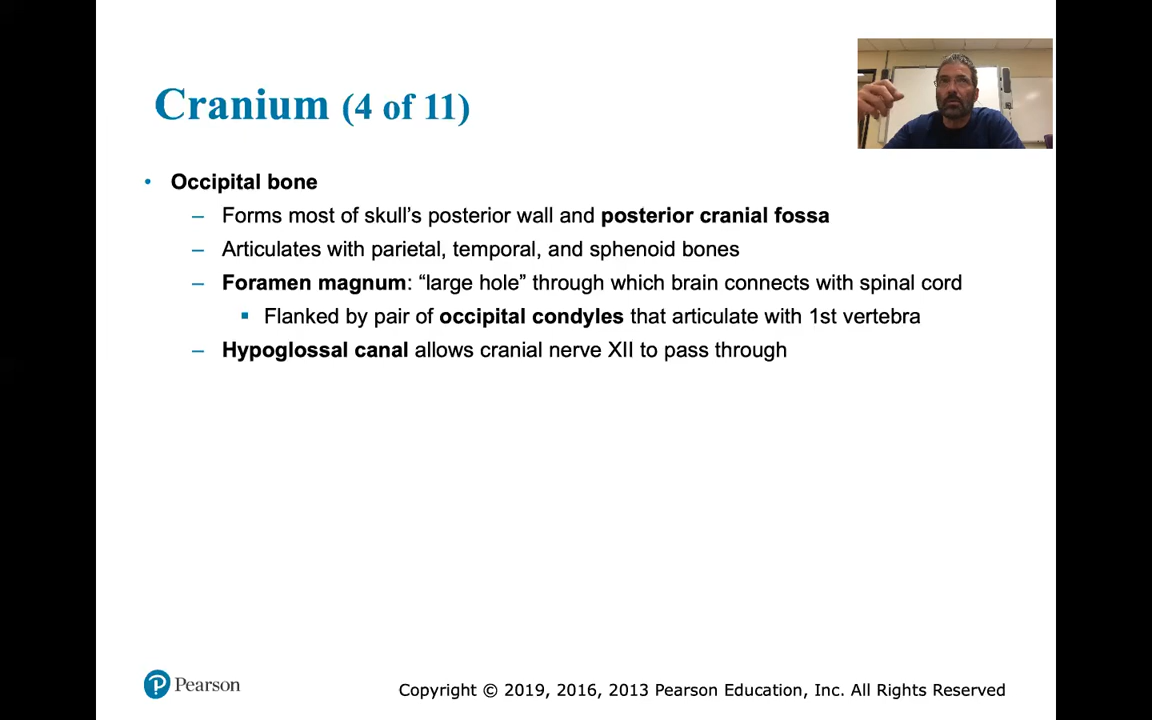 Cranium (4 of 11)
• Occipital bone
– Forms most of skull’s posterior wall and posterior cranial fossa
– Articulates with parietal, temporal, and sphenoid bones
– Foramen magnum: “large hole” through which brain connects with spinal cord
▪ Flanked by pair of occipital condyles that articulate with 1st vertebra
– Hypoglossal canal allows cranial nerve XII to pass through
P Pearson
Copyright © 2019, 2016, 2013 Pearson Education, Inc. All Rights Reserved